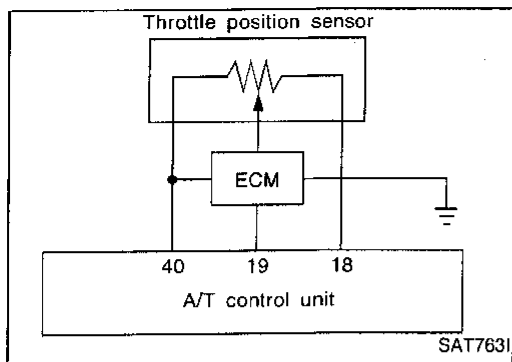 Throttle position sensor
ECM
40 19 18
A/T control unit
SAT763I